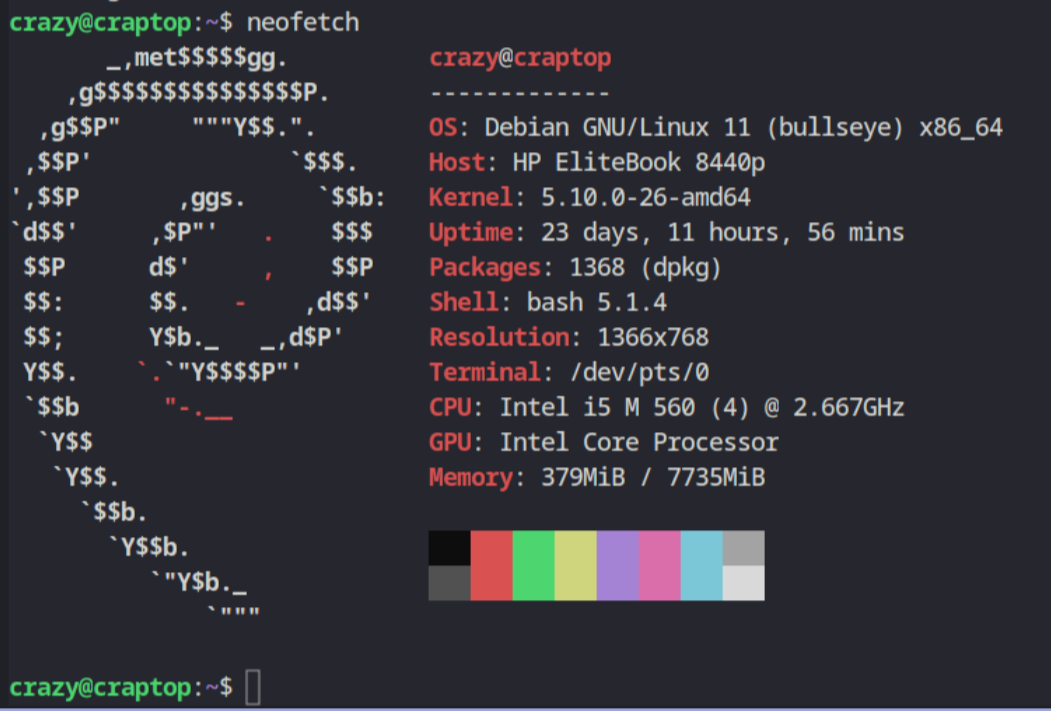 crazy@craptop:~$ neofetch
       _,met$$$$$gg.          crazy@craptop
    ,g$$$$$$$$$$$$$$$P.       -------------
  ,g$$P"     """Y$$.".        OS: Debian GNU/Linux 11 (bullseye) x86_64
 ,$$P'              `$$$.     Host: HP EliteBook 8440p
',$$P       ,ggs.     `$$b:   Kernel: 5.10.0-26-amd64
`d$$'     ,$P"'   .    $$$    Uptime: 23 days, 11 hours, 56 mins
 $$P      d$'     ,    $$P    Packages: 1368 (dpkg)
 $$:      $$.   -    ,d$$'    Shell: bash 5.1.4
 $$;      Y$b._   _,d$P'      Resolution: 1366x768
 Y$$.    `.`"Y$$$$P"'         Terminal: /dev/pts/0
 `$$b      "-.__              CPU: Intel i5 M 560 (4) @ 2.667GHz
  `Y$$                        GPU: Intel Core Processor
   `Y$$.                      Memory: 379MiB / 7735MiB
     `$$b.
       `Y$$b.
          `"Y$b._
              `"""
crazy@craptop:~$